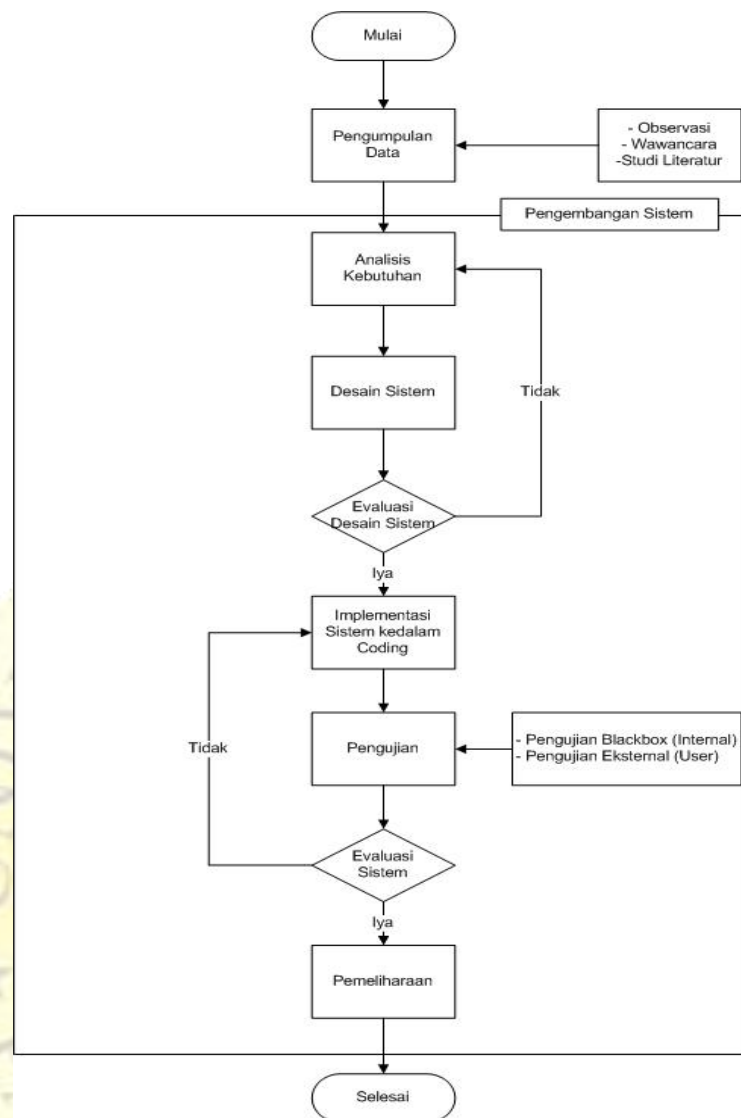 Mulai
Pengumpulan
Data
- Observasi
- Wawancara
-Studi Literatur
Pengembangan Sistem
Analisis
Kebutuhan
Desain Sistem
Tidak
Evaluasi
Desain Sistem
Iya
Implementasi
Sistem kedalam
Coding
Tidak
Pengujian
- Pengujian Blackbox (Internal)
- Pengujian Eksternal (User)
Evaluasi
Sistem
Iya
Pemeliharaan
Selesai